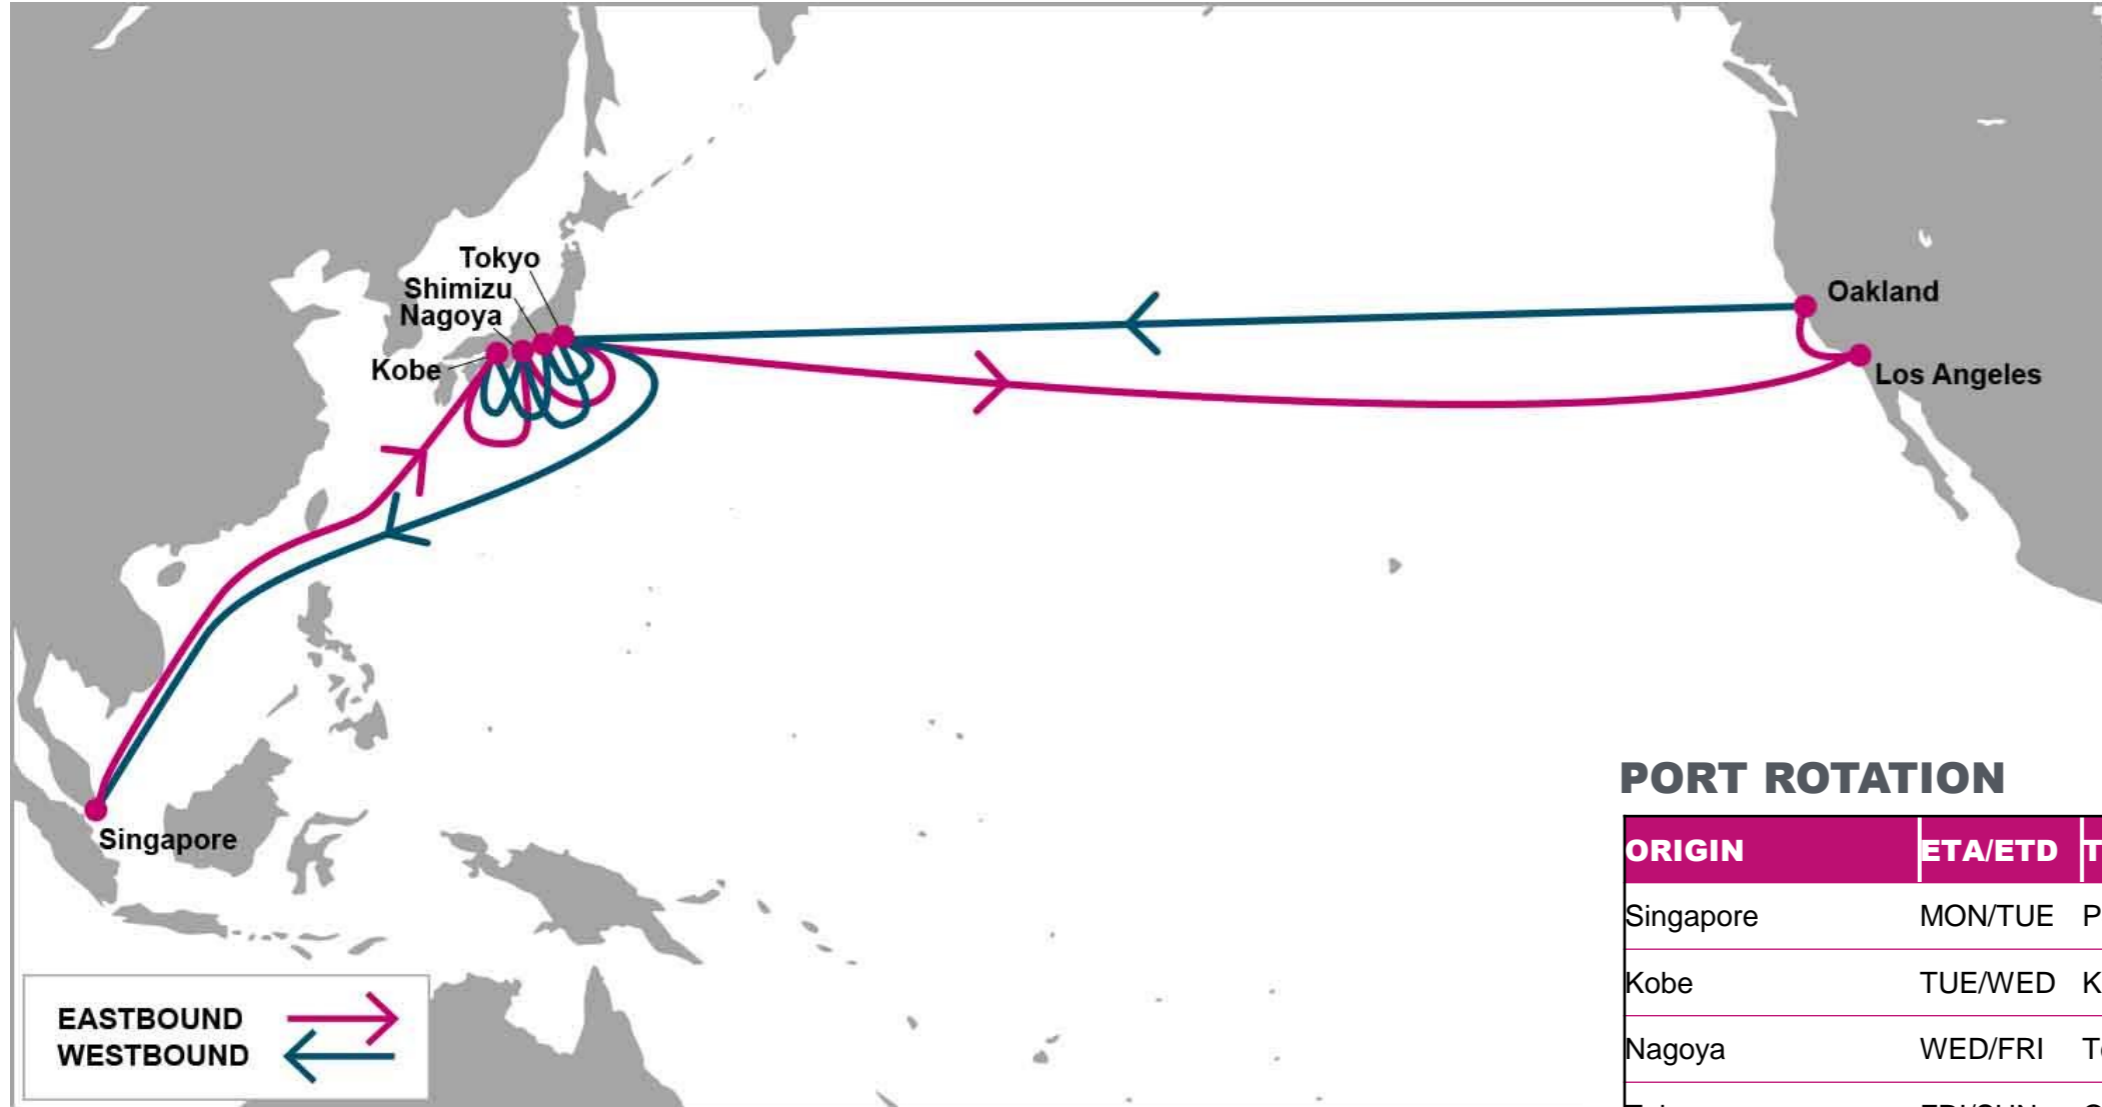 Tokyo
Shimizu
Nagoya
Kobe
Oakland
Los Angeles
Singapore
EASTBOUND
WESTBOUND
PORT ROTATION
ORIGIN ETA/ETD
Singapore MON/TUE
Kobe TUE/WED
Nagoya WED/FRI